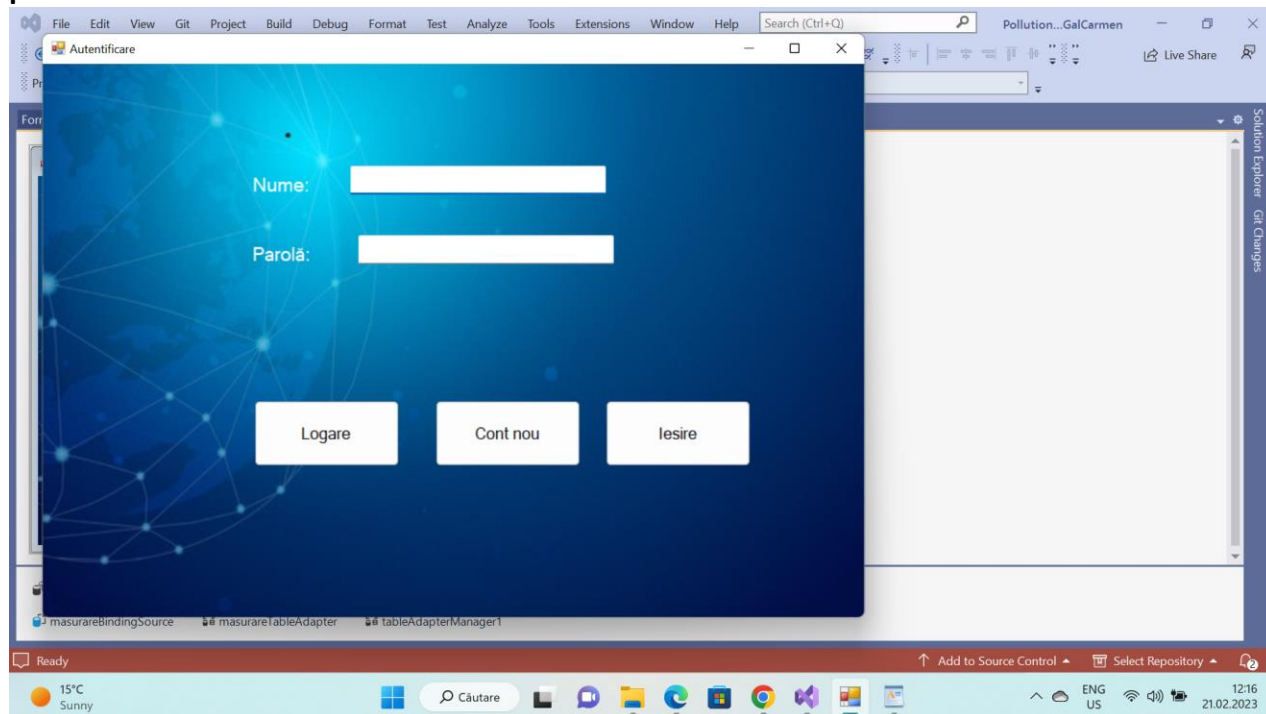 File Edit View Git Project Build Debug Format Test Analyze Tools Extensions Window Help Search (Ctrl+Q) Pollution...GalCarmen
Autentificare
Live Share
Nume:
Parolă:
Logare Cont nou Iesire
Solution Explorer
Git Changes
masurareBindingSource masurareTableAdapter tableAdapterManager1
Ready Add to Source Control Select Repository 2
15°C
Sunny
Căutare
ENG
US
12:16
21.02.2023